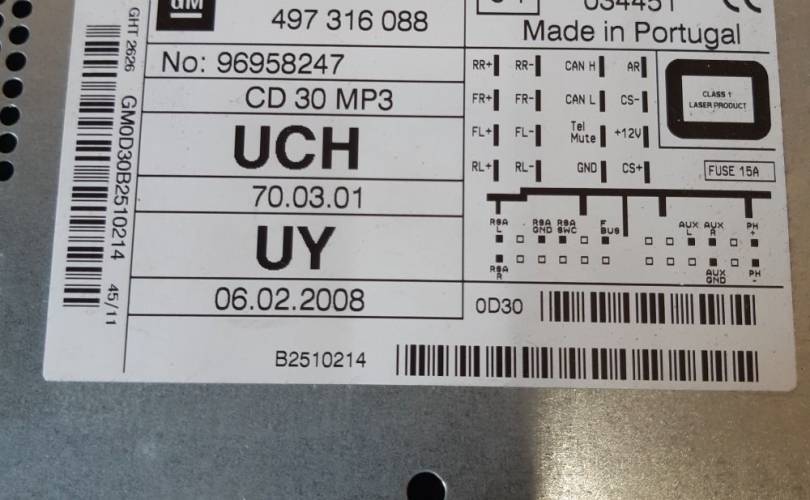 GM
497 316 088
034451
Made in Portugal
No: 96958247
CD 30 MP3
UCH
70.03.01
UY
06.02.2008
RR+ RR- CAN H AR
FR+ FR- CAN L CS-
FL+ FL- Tel Mute +12V
RL+ RL- GND CS+
CLASS 1
LASER PRODUCT
FUSE 15A
RSA L
RSA GND
RSA SWC
F BUS
AUX L
AUX R
PH +
RSA R
AUX GND
PH -
0D30
B2510214
GHT 2626
GM0D30B2510214
45/11